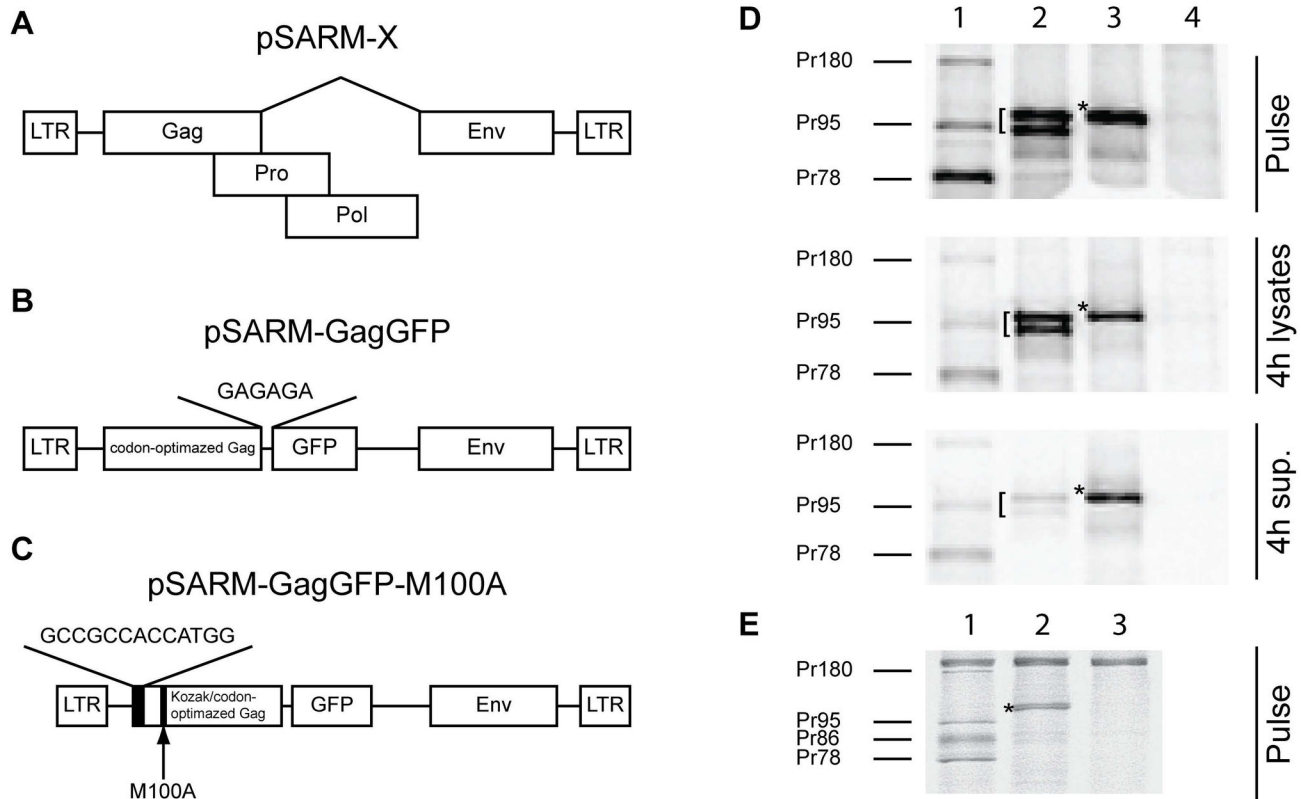 A
pSARM-X
LTR
Gag
Env
LTR
Pro
Pol
B
pSARM-GagGFP
GAGAGA
LTR
codon-optimazed Gag
GFP
Env
LTR
C
pSARM-GagGFP-M100A
GCCGCCACCATGG
LTR
Kozak/codon-
optimazed Gag
GFP
Env
LTR
M100A
D
1 2 3 4
Pr180
Pr95
[
*
Pr78
Pulse
Pr180
Pr95
[
*
Pr78
4h lysates
Pr180
Pr95
[
*
Pr78
4h sup.
E
1 2 3
Pr180
*
Pr95
Pr86
Pr78
Pulse